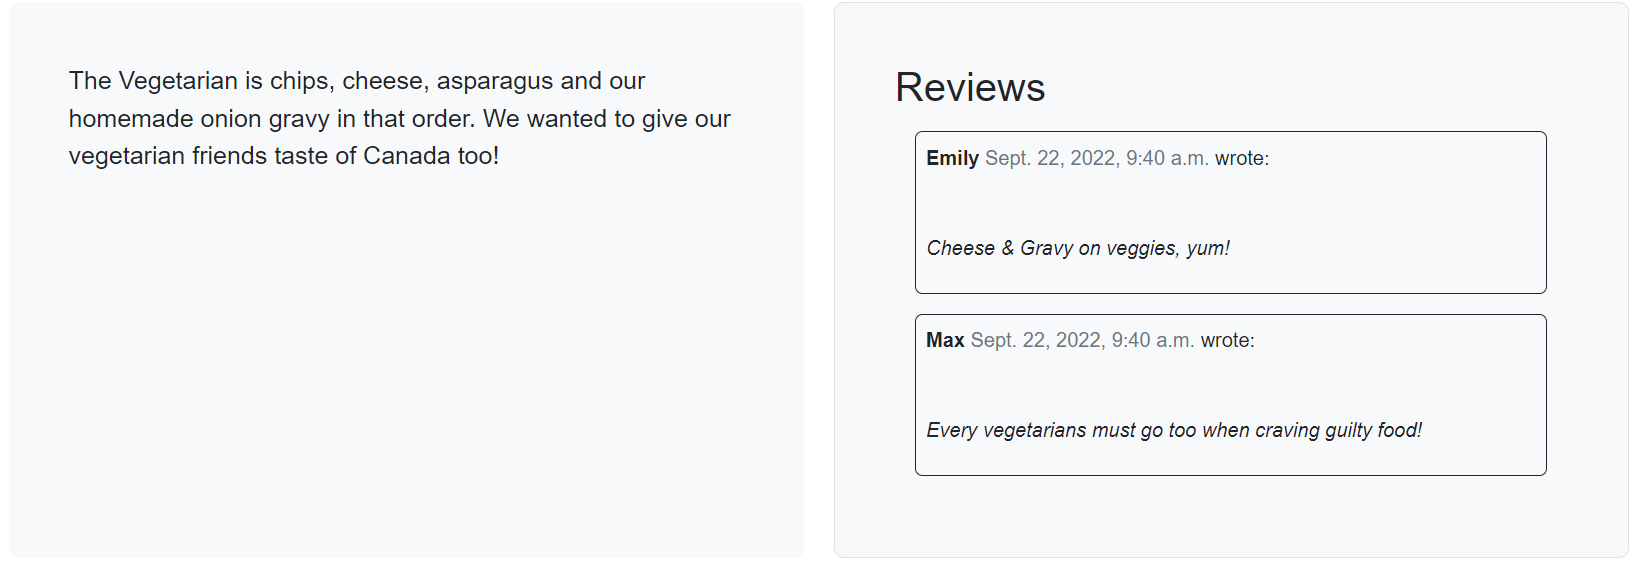 The Vegetarian is chips, cheese, asparagus and our
homemade onion gravy in that order. We wanted to give our
vegetarian friends taste of Canada too!
Reviews
Emily Sept. 22, 2022, 9:40 a.m. wrote:
Cheese & Gravy on veggies, yum!
Max Sept. 22, 2022, 9:40 a.m. wrote:
Every vegetarians must go too when craving guilty food!